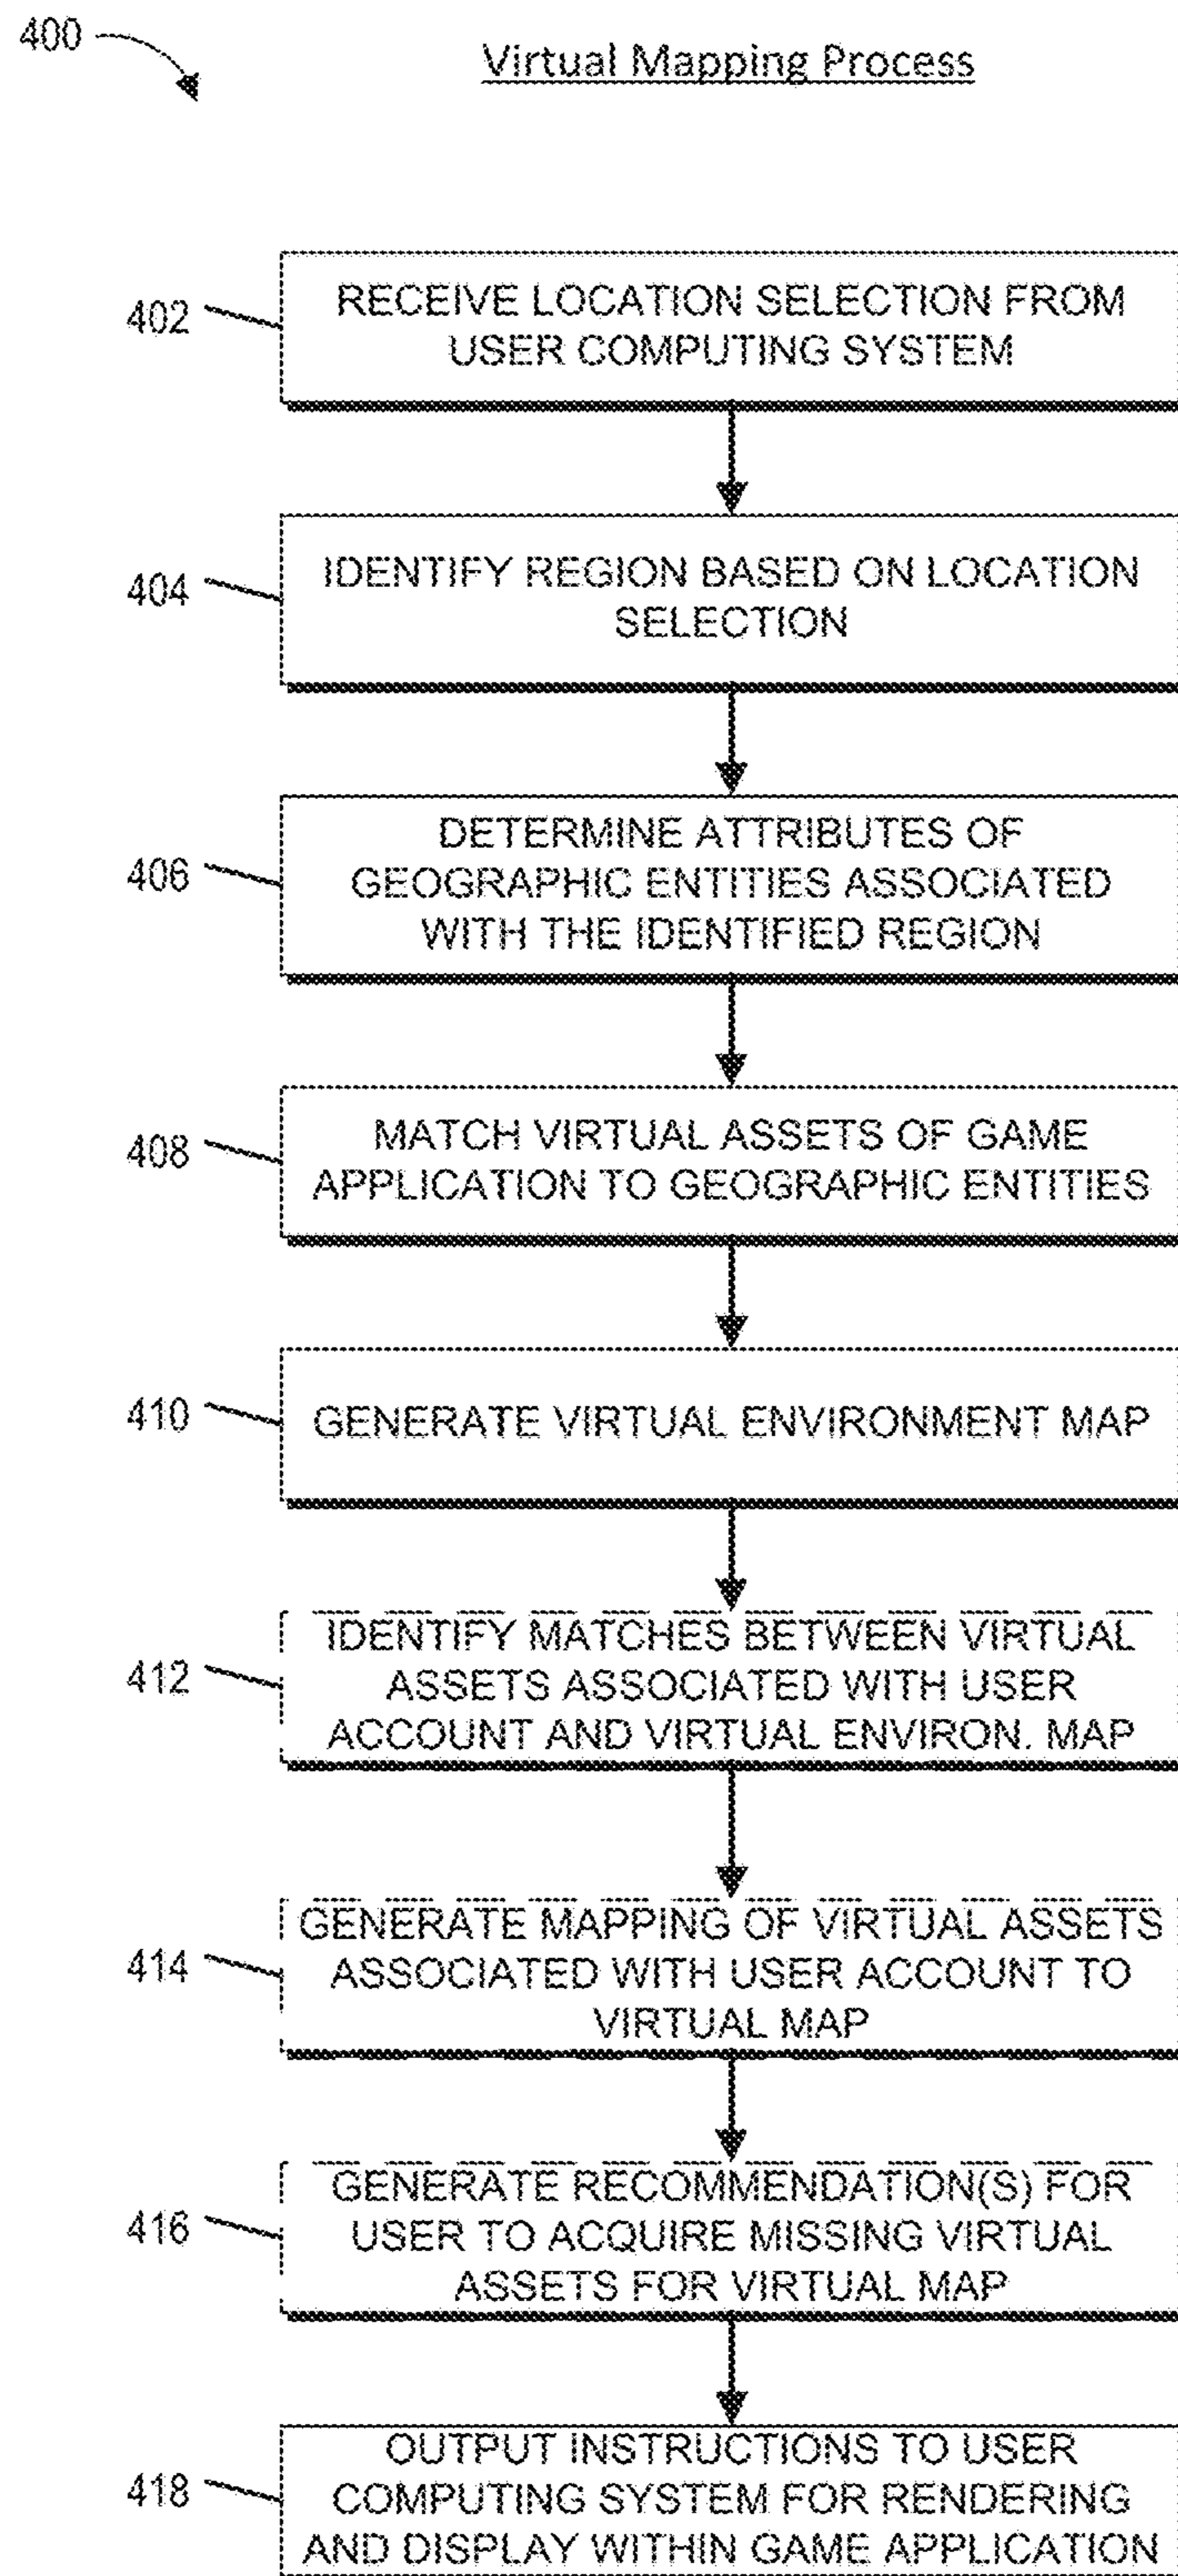 400
Virtual Mapping Process
402
RECEIVE LOCATION SELECTION FROM
USER COMPUTING SYSTEM
404
IDENTIFY REGION BASED ON LOCATION
SELECTION
406
DETERMINE ATTRIBUTES OF
GEOGRAPHIC ENTITIES ASSOCIATED
WITH THE IDENTIFIED REGION
408
MATCH VIRTUAL ASSETS OF GAME
APPLICATION TO GEOGRAPHIC ENTITIES
410
GENERATE VIRTUAL ENVIRONMENT MAP
412
IDENTIFY MATCHES BETWEEN VIRTUAL
ASSETS ASSOCIATED WITH USER
ACCOUNT AND VIRTUAL ENVIRON. MAP
414
GENERATE MAPPING OF VIRTUAL ASSETS
ASSOCIATED WITH USER ACCOUNT TO
VIRTUAL MAP
416
GENERATE RECOMMENDATION(S) FOR
USER TO ACQUIRE MISSING VIRTUAL
ASSETS FOR VIRTUAL MAP
418
OUTPUT INSTRUCTIONS TO USER
COMPUTING SYSTEM FOR RENDERING
AND DISPLAY WITHIN GAME APPLICATION